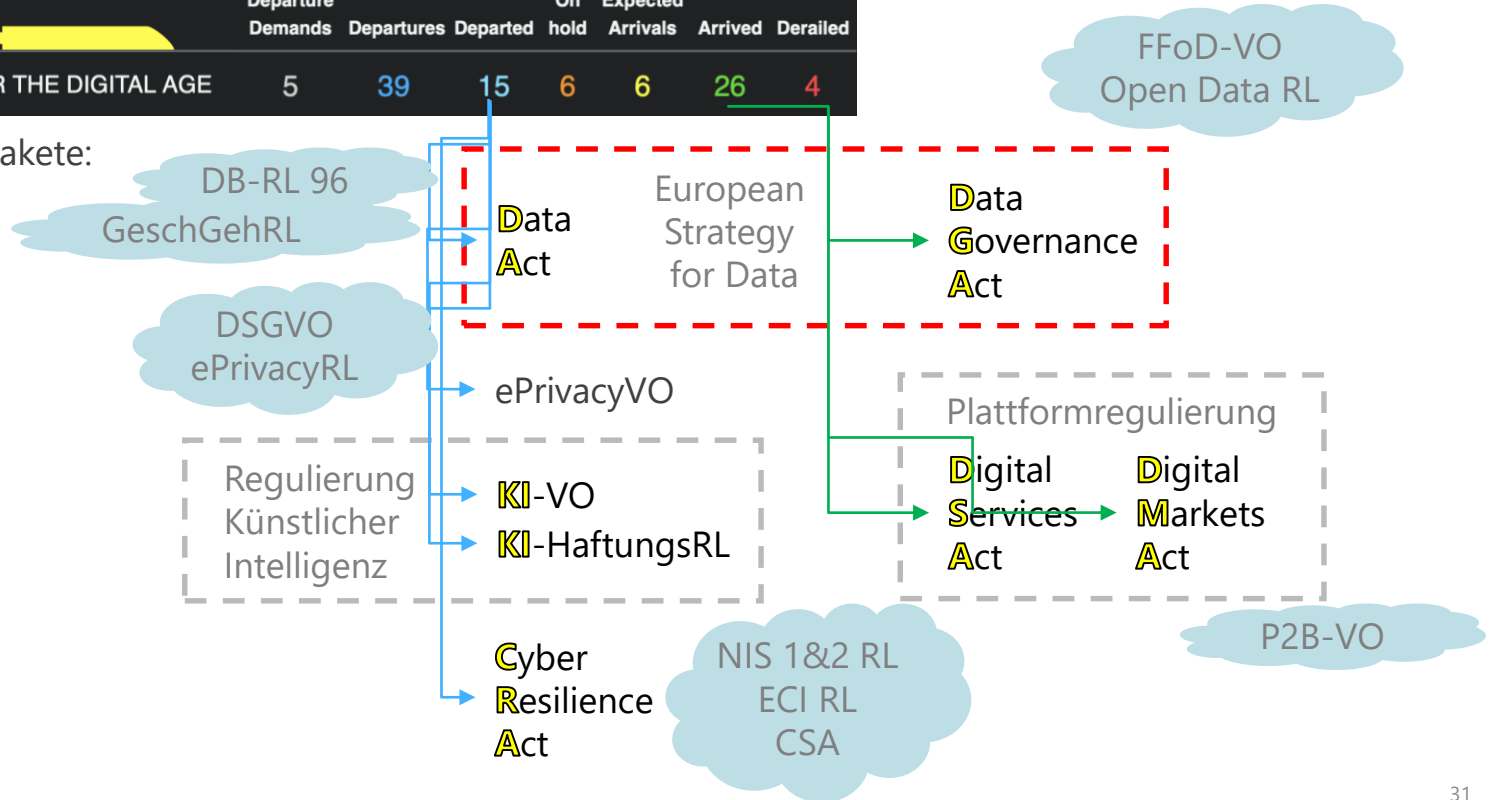 Departure On Expected
Demands Departures Departed hold Arrivals Arrived Derailed
R THE DIGITAL AGE 5 39 15 6 6 26 4
akete:
FFoD-VO
Open Data RL
DB-RL 96
GeschGehRL
Data
Act
European
Strategy
for Data
Data
Governance
Act
DSGVO
ePrivacyRL
ePrivacyVO
Regulierung
Künstlicher
Intelligenz
KI-VO
KI-HaftungsRL
Plattformregulierung
Digital
Services
Act
Digital
Markets
Act
P2B-VO
Cyber
Resilience
Act
NIS 1&2 RL
ECI RL
CSA
31